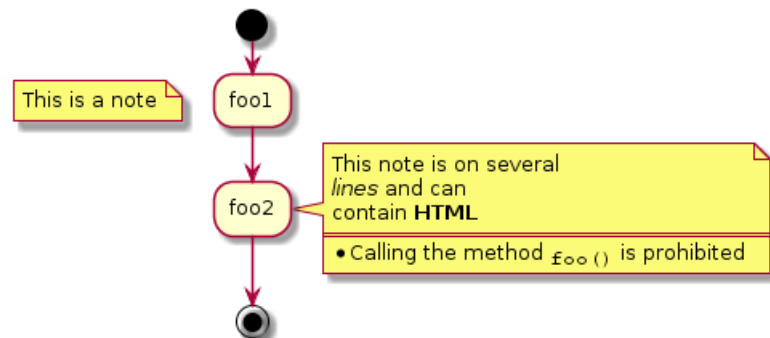 This is a note
foo1
This note is on several
lines and can
contain HTML
foo2
• Calling the method foo() is prohibited